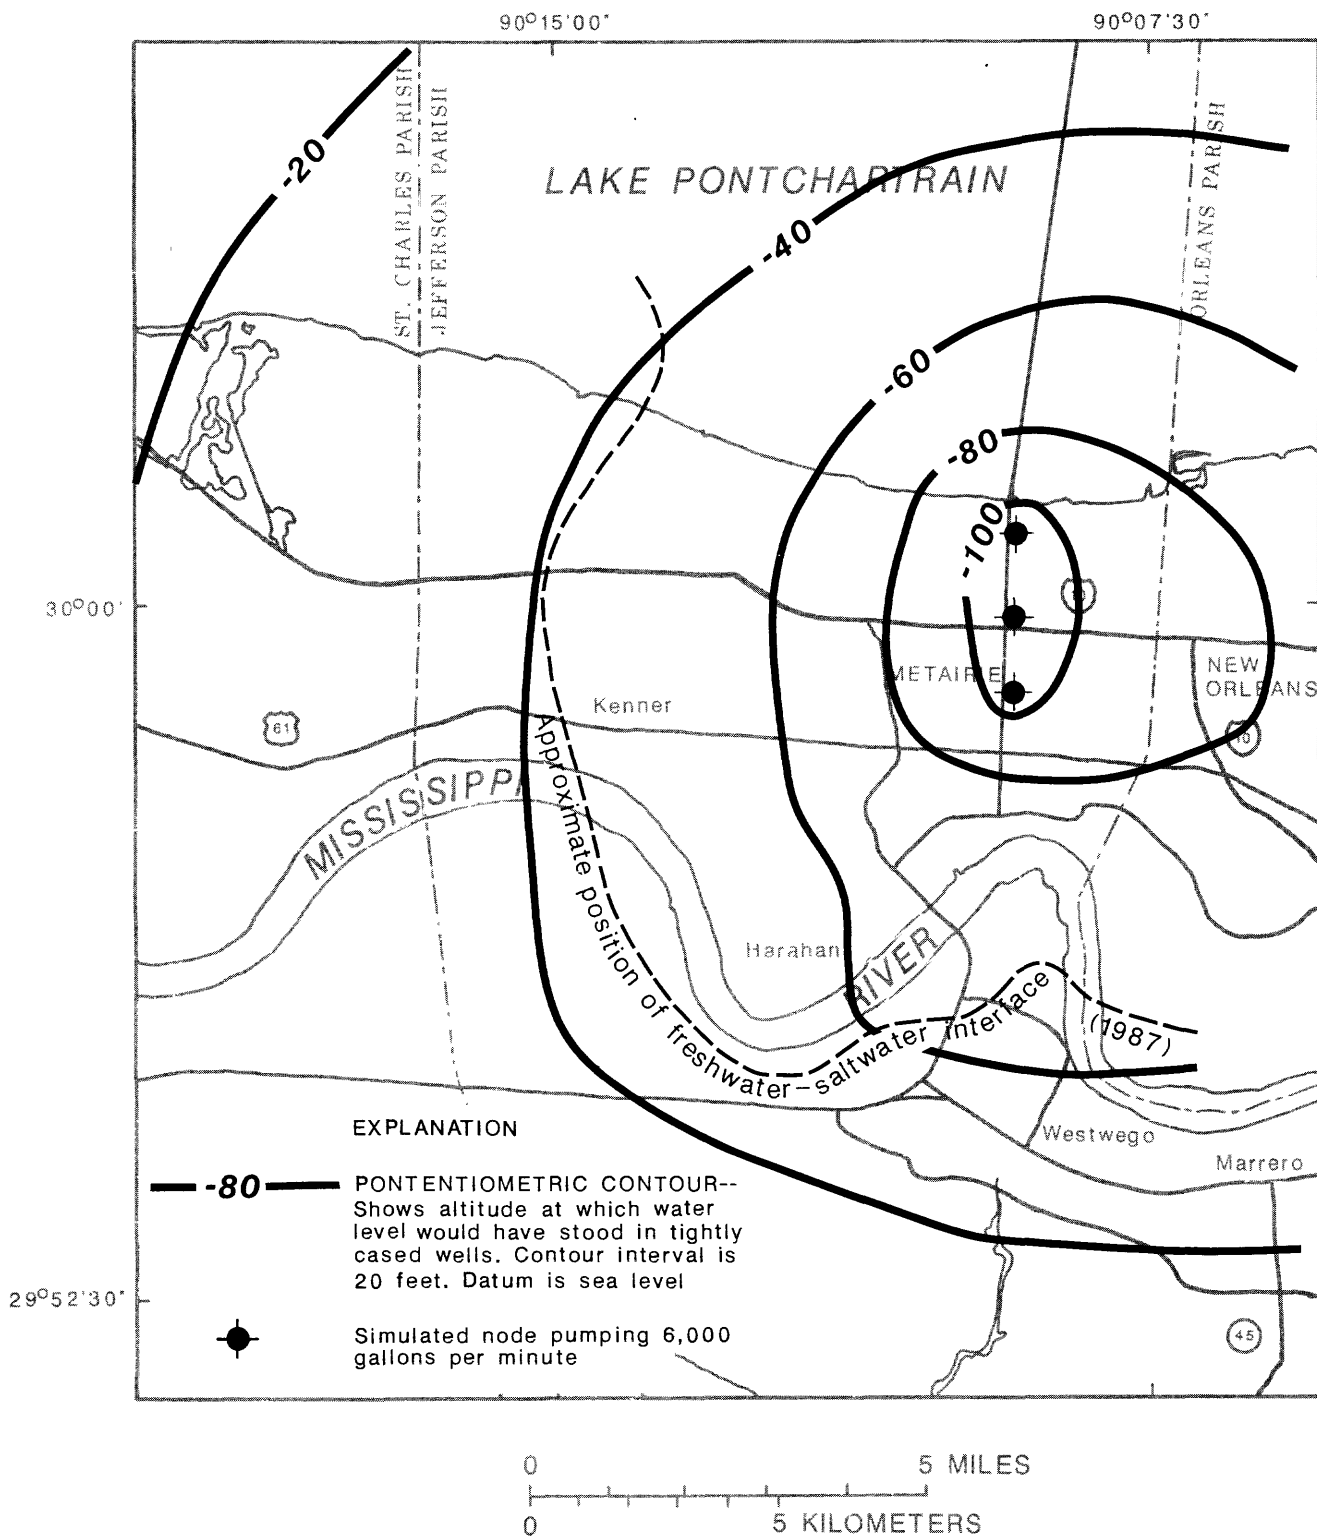 90°15'00"
90°07'30"
ST. CHARLES PARISH
JEFFERSON PARISH
ORLEANS PARISH
-20
LAKE PONTCHARTRAIN
-40
-60
-80
-100
30°00'
METAIRIE
NEW
ORLEANS
Kenner
61
10
MISSISSIPPI
RIVER
Harahan
Approximate position of freshwater-saltwater interface
(1987)
Westwego
Marrero
EXPLANATION
-80
PONTENTIOMETRIC CONTOUR--
Shows altitude at which water
level would have stood in tightly
cased wells. Contour interval is
20 feet. Datum is sea level
29°52'30"
Simulated node pumping 6,000
gallons per minute
45
0
5 MILES
0
5 KILOMETERS